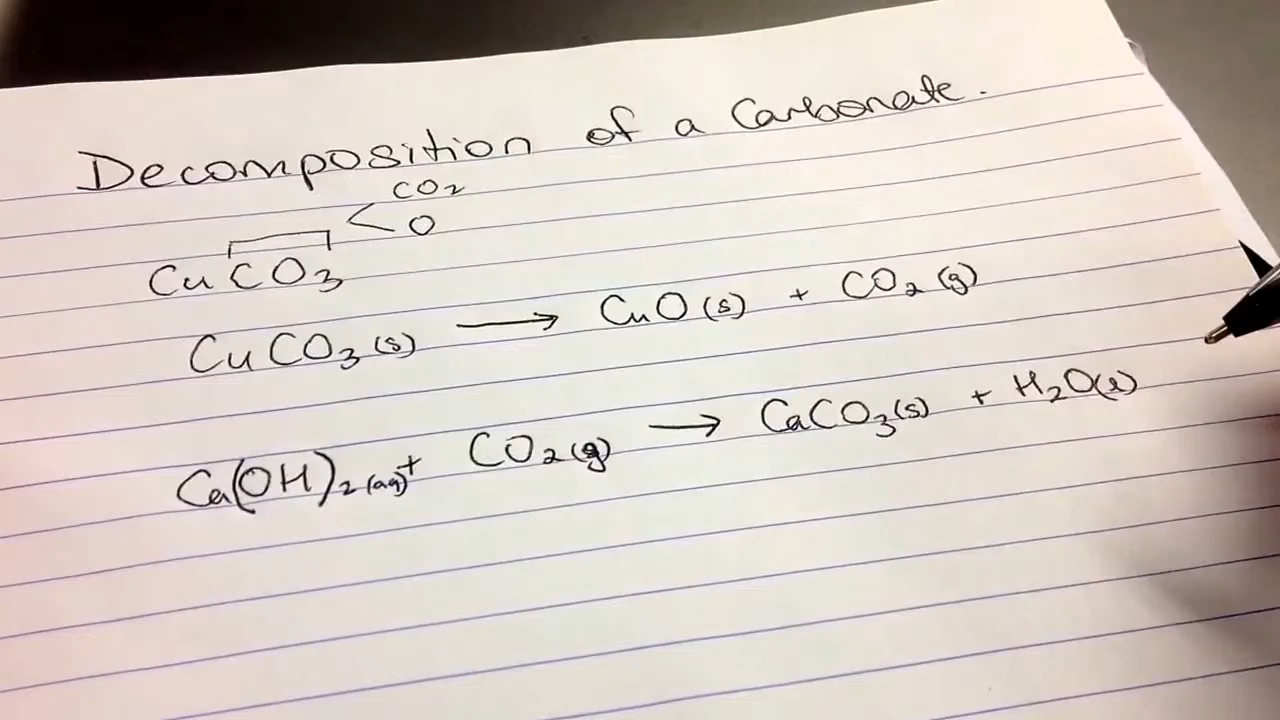 Decomposition of a Carbonate.
CO₂
O
CuCO₃
CuCO₃(s) → CuO(s) + CO₂(g)
Ca(OH)₂(aq)+ CO₂(g) → CaCO₃(s) + H₂O(l)